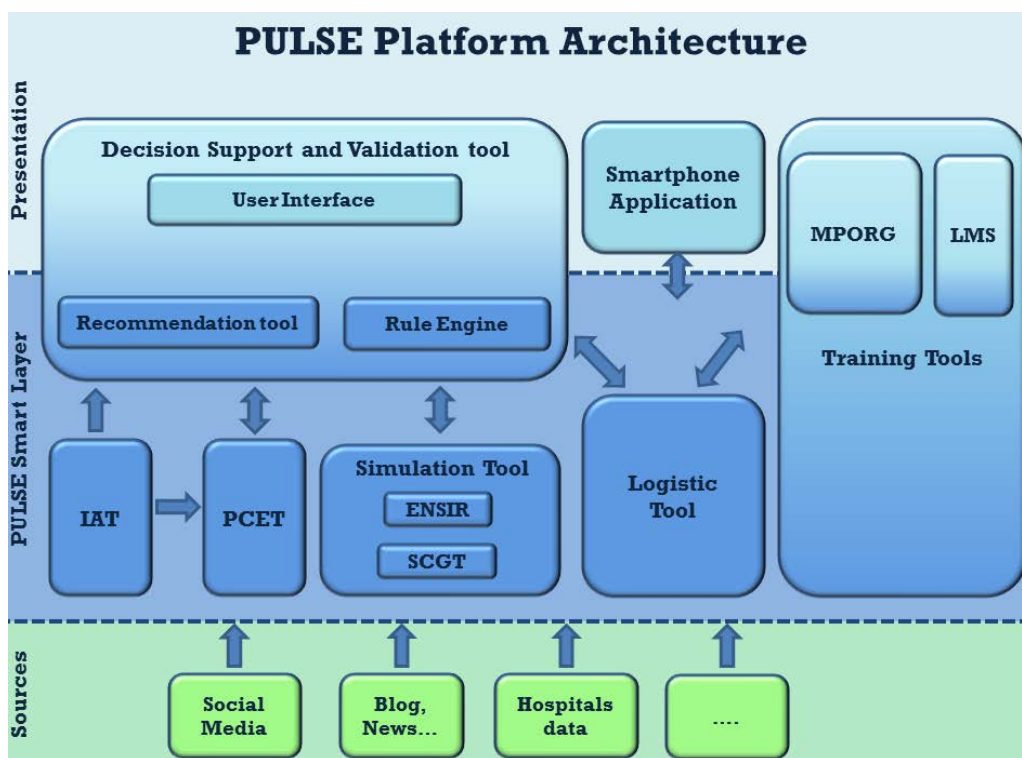 PULSE Platform Architecture
Presentation
Decision Support and Validation tool
User Interface
Smartphone
Application
MPORG
LMS
Recommendation tool
Rule Engine
Training Tools
PULSE Smart Layer
IAT
PCET
Simulation Tool
ENSIR
SCGT
Logistic
Tool
Sources
Social
Media
Blog,
News...
Hospitals
data
....